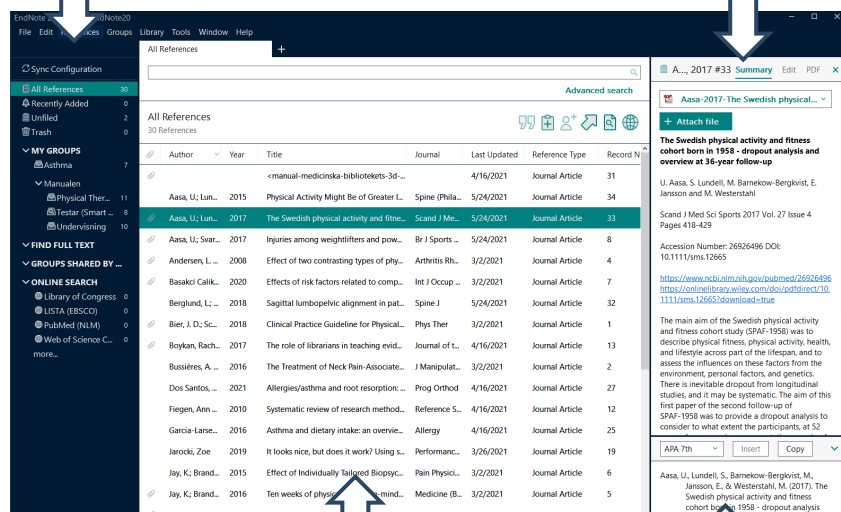 EndNote
EndNote20
File Edit References Groups Library Tools Window Help
All References +
Sync Configuration
All References 30
Recently Added 0
Unfiled 2
Trash 0
MY GROUPS
Asthma 7
Manualen
Physical Ther... 11
Testar (Smart ... 8
Undervisning 10
FIND FULL TEXT
GROUPS SHARED BY ...
ONLINE SEARCH
Library of Congress 0
LISTA (EBSCO) 0
PubMed (NLM) 0
Web of Science C... 0
more...
Advanced search
All References
30 References
Author Year Title Journal Last Updated Reference Type Record N
<manual-medicinska-bibliotekets-3d-... 4/16/2021 Journal Article 31
Aasa, U.; Lun... 2015 Physical Activity Might Be of Greater I... Spine (Phila... 5/24/2021 Journal Article 34
Aasa, U.; Lun... 2017 The Swedish physical activity and fitne... Scand J Me... 5/24/2021 Journal Article 33
Aasa, U.; Svar... 2017 Injuries among weightlifters and pow... Br J Sports ... 5/24/2021 Journal Article 8
Andersen, L. ... 2008 Effect of two contrasting types of phy... Arthritis Rh... 3/2/2021 Journal Article 4
Basakci Calik... 2020 Effects of risk factors related to comp... Int J Occup ... 3/2/2021 Journal Article 7
Berglund, L.; ... 2018 Sagittal lumbopelvic alignment in pat... Spine J 5/24/2021 Journal Article 32
Bier, J. D.; Sc... 2018 Clinical Practice Guideline for Physical... Phys Ther 3/2/2021 Journal Article 1
Boykan, Rach... 2017 The role of librarians in teaching evid... Journal of t... 4/16/2021 Journal Article 13
Bussières, A. ... 2016 The Treatment of Neck Pain-Associate... J Manipulat... 3/2/2021 Journal Article 2
Dos Santos, ... 2021 Allergies/asthma and root resorption: ... Prog Orthod 4/16/2021 Journal Article 27
Fiegen, Ann ... 2010 Systematic review of research method... Reference S... 4/16/2021 Journal Article 12
Garcia-Larse... 2016 Asthma and dietary intake: an overvie... Allergy 4/16/2021 Journal Article 25
Jarocki, Zoe 2019 It looks nice, but does it work? Using s... Performanc... 3/26/2021 Journal Article 19
Jay, K.; Brand... 2015 Effect of Individually Tailored Biopsyc... Pain Physici... 3/2/2021 Journal Article 6
Jay, K.; Brand... 2016 Ten weeks of physic -mind... Medicine (B... 3/2/2021 Journal Article 5
A..., 2017 #33 Summary Edit PDF
Aasa-2017-The Swedish physical...
+ Attach file
The Swedish physical activity and fitness
cohort born in 1958 - dropout analysis and
overview at 36-year follow-up
U. Aasa, S. Lundell, M. Barnekow-Bergkvist, E.
Jansson and M. Westerstahl
Scand J Med Sci Sports 2017 Vol. 27 Issue 4
Pages 418-429
Accession Number: 26926496 DOI:
10.1111/sms.12665
https://www.ncbi.nlm.nih.gov/pubmed/26926496
https://onlinelibrary.wiley.com/doi/pdfdirect/10.
1111/sms.12665?download=true
The main aim of the Swedish physical activity
and fitness cohort study (SPAF-1958) was to
describe physical fitness, physical activity, health,
and lifestyle across part of the lifespan, and to
assess the influences on these factors from the
environment, personal factors, and genetics.
There is inevitable dropout from longitudinal
studies, and it may be systematic. The aim of this
first paper of the second follow-up of
SPAF-1958 was to provide a dropout analysis to
consider to what extent the participants, at 52
APA 7th Insert Copy
Aasa, U., Lundell, S., Barnekow-Bergkvist, M.,
Jansson, E., & Westerstahl, M. (2017). The
Swedish physical activity and fitness
cohort born in 1958 - dropout analysis